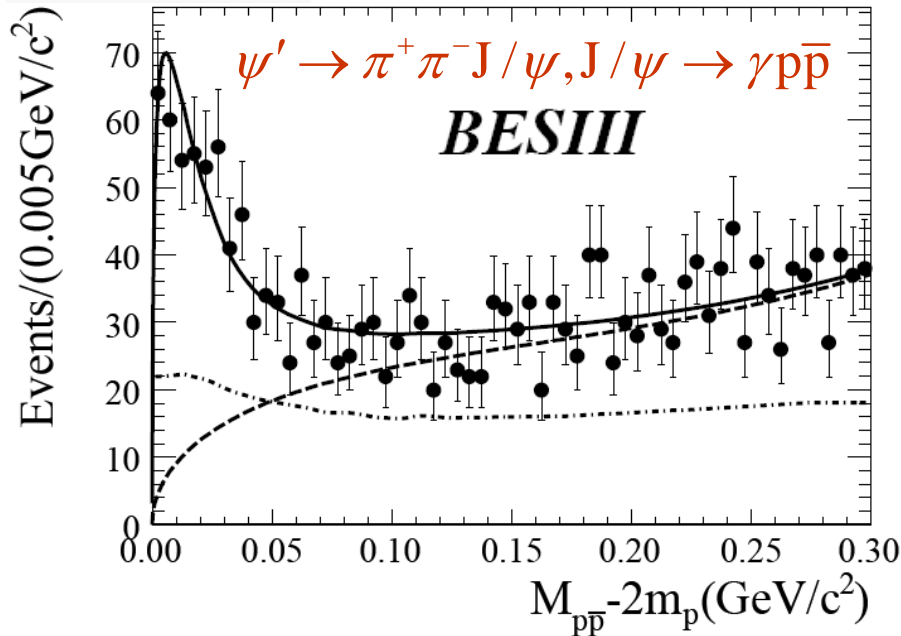 ψ′ → π⁺π⁻J/ψ, J/ψ → γpp̅
BESIII
Events/(0.005GeV/c²)
70
60
50
40
30
20
10
0
0.00 0.05 0.10 0.15 0.20 0.25 0.30
M_pp̅-2m_p(GeV/c²)